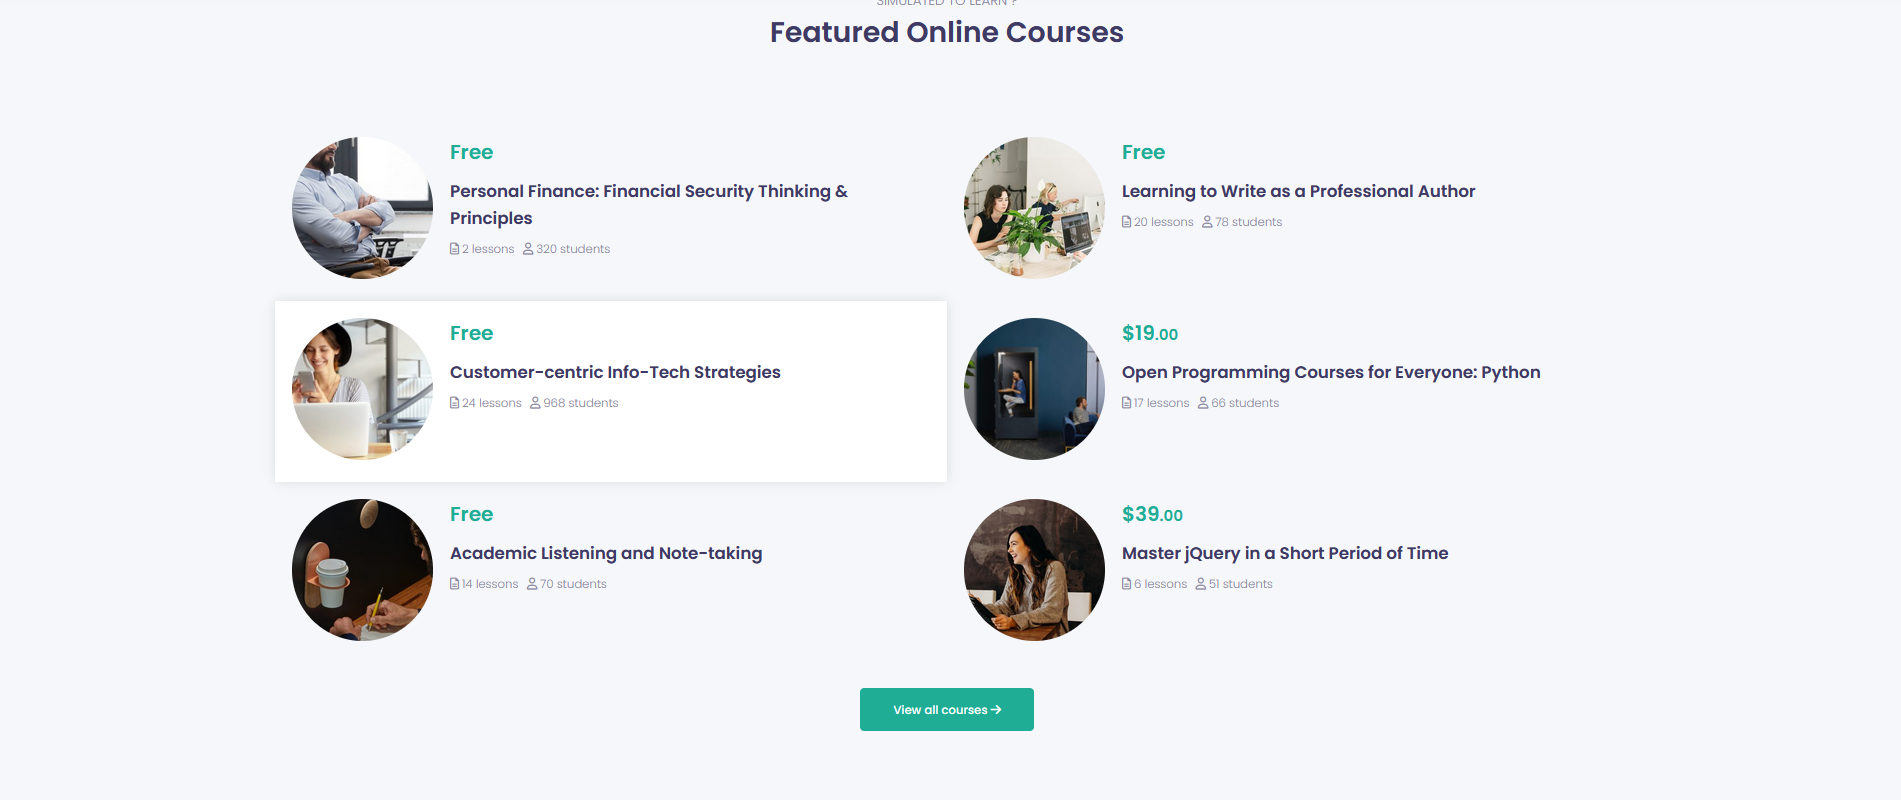 SIMULATED TO LEARN ?
Featured Online Courses
Free
Personal Finance: Financial Security Thinking &
Principles
2 lessons 320 students
Free
Learning to Write as a Professional Author
20 lessons 78 students
Free
Customer-centric Info-Tech Strategies
24 lessons 968 students
$19.00
Open Programming Courses for Everyone: Python
17 lessons 66 students
Free
Academic Listening and Note-taking
14 lessons 70 students
$39.00
Master jQuery in a Short Period of Time
6 lessons 51 students
View all courses →